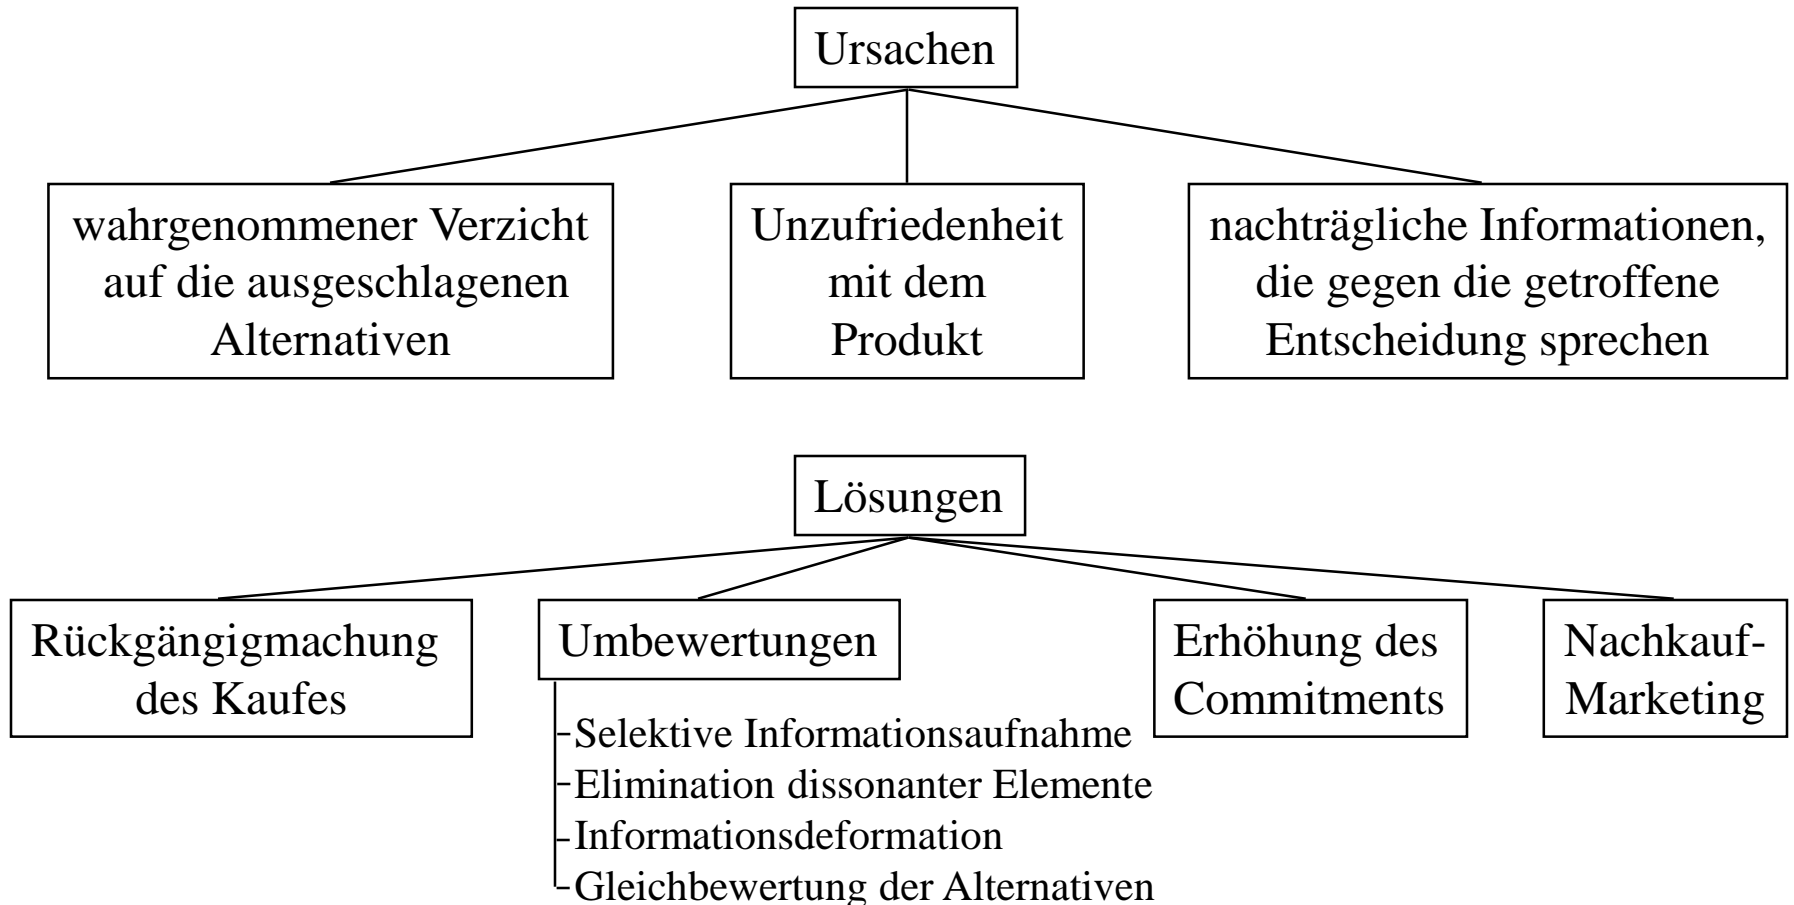 Ursachen
wahrgenommener Verzicht
auf die ausgeschlagenen
Alternativen
Unzufriedenheit
mit dem
Produkt
nachträgliche Informationen,
die gegen die getroffene
Entscheidung sprechen
Lösungen
Rückgängigmachung
des Kaufes
Umbewertungen
-Selektive Informationsaufnahme
-Elimination dissonanter Elemente
-Informationsdeformation
-Gleichbewertung der Alternativen
Erhöhung des
Commitments
Nachkauf-
Marketing